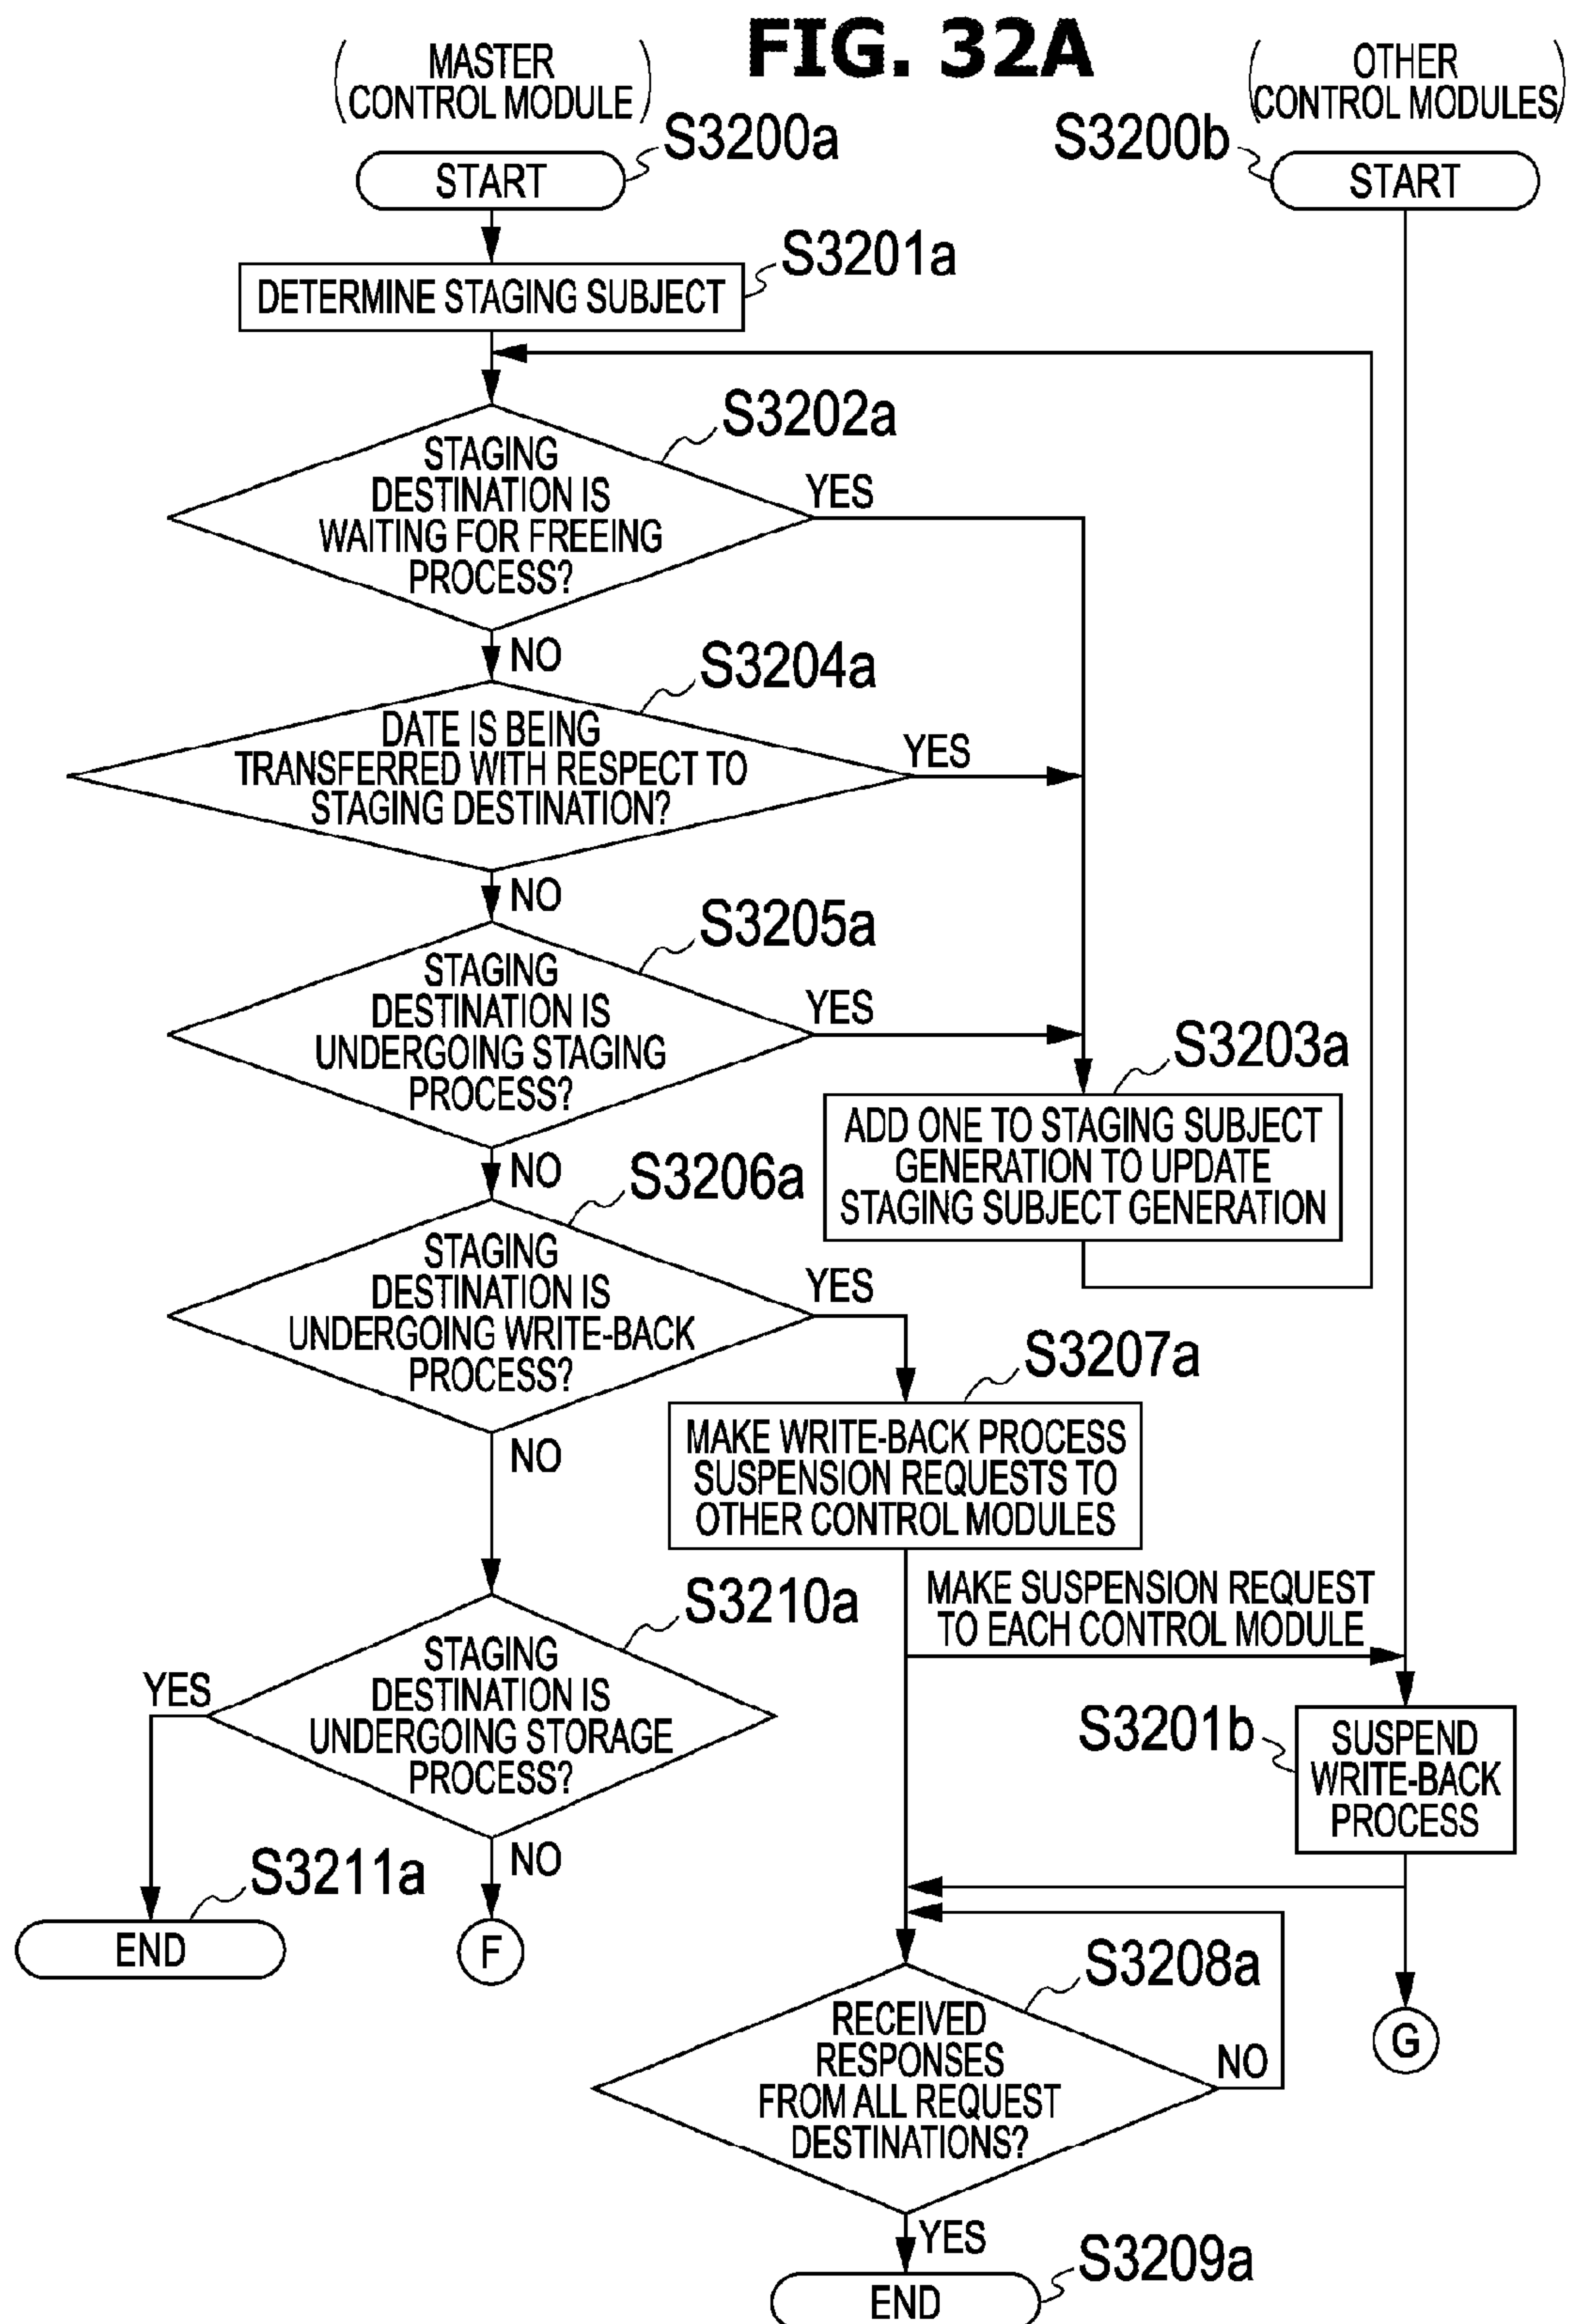 FIG. 32A
MASTER
CONTROL MODULE
OTHER
CONTROL MODULES
S3200a
START
S3200b
START
S3201a
DETERMINE STAGING SUBJECT
S3202a
STAGING
DESTINATION IS
WAITING FOR FREEING
PROCESS?
YES
NO
S3204a
DATE IS BEING
TRANSFERRED WITH RESPECT TO
STAGING DESTINATION?
YES
NO
S3205a
STAGING
DESTINATION IS
UNDERGOING STAGING
PROCESS?
YES
NO
S3203a
ADD ONE TO STAGING SUBJECT
GENERATION TO UPDATE
STAGING SUBJECT GENERATION
S3206a
STAGING
DESTINATION IS
UNDERGOING WRITE-BACK
PROCESS?
YES
NO
S3207a
MAKE WRITE-BACK PROCESS
SUSPENSION REQUESTS TO
OTHER CONTROL MODULES
MAKE SUSPENSION REQUEST
TO EACH CONTROL MODULE
S3210a
STAGING
DESTINATION IS
UNDERGOING STORAGE
PROCESS?
YES
NO
S3201b
SUSPEND
WRITE-BACK
PROCESS
S3211a
END
F
S3208a
RECEIVED
RESPONSES
FROM ALL REQUEST
DESTINATIONS?
NO
G
YES
S3209a
END